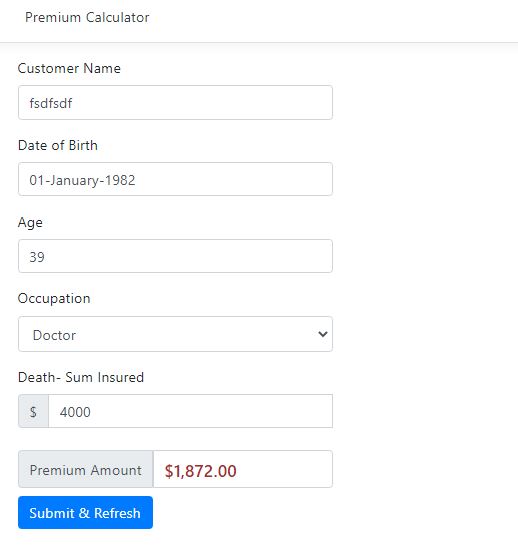 Premium Calculator
Customer Name
fsdfsdf
Date of Birth
01-January-1982
Age
39
Occupation
Doctor
Death- Sum Insured
$ 4000
Premium Amount $1,872.00
Submit & Refresh